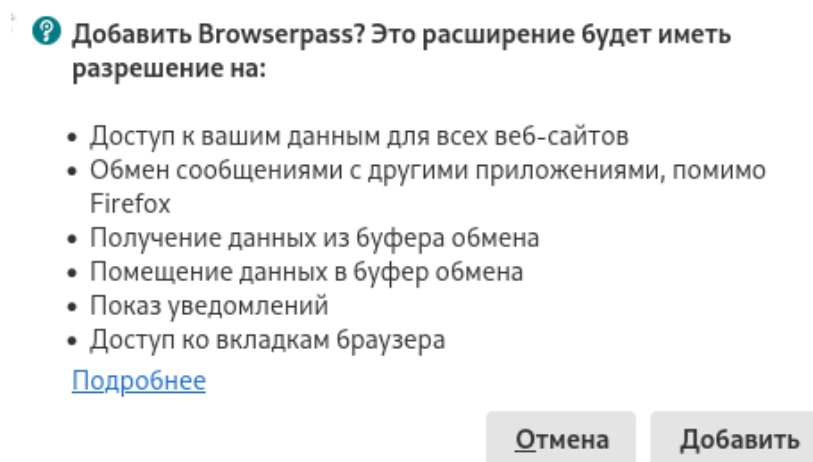 Добавить Browserpass? Это расширение будет иметь
разрешение на:
• Доступ к вашим данным для всех веб-сайтов
• Обмен сообщениями с другими приложениями, помимо
Firefox
• Получение данных из буфера обмена
• Помещение данных в буфер обмена
• Показ уведомлений
• Доступ ко вкладкам браузера
Подробнее
Отмена Добавить